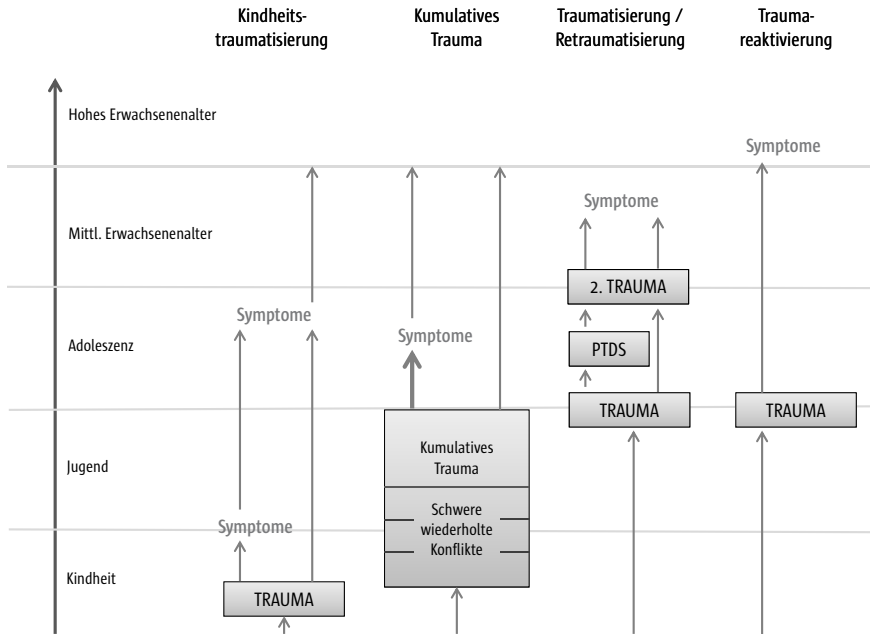 Kindheits-
traumatisierung
Kumulatives
Trauma
Traumatisierung /
Retraumatisierung
Trauma-
reaktivierung
Hohes Erwachsenenalter
Symptome
Mittl. Erwachsenenalter
Symptome
2. TRAUMA
Symptome
Symptome
Adoleszenz
PTDS
TRAUMA
TRAUMA
Kumulatives
Trauma
Jugend
Schwere
wiederholte
Konflikte
Symptome
Kindheit
TRAUMA